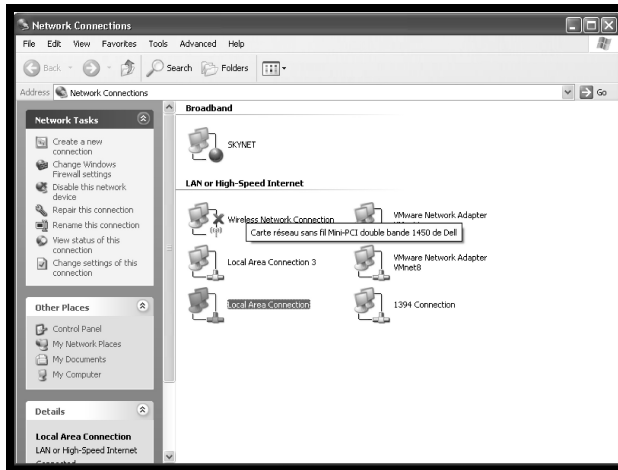 Network Connections
File Edit View Favorites Tools Advanced Help
Back Search Folders
Address Network Connections Go
Network Tasks
Create a new
connection
Change Windows
Firewall settings
Disable this network
device
Repair this connection
Rename this connection
View status of this
connection
Change settings of this
connection
Other Places
Control Panel
My Network Places
My Documents
My Computer
Details
Local Area Connection
LAN or High-Speed Internet
Connected
Broadband
SKYNET
LAN or High-Speed Internet
Wireless Network Connection
VMware Network Adapter
Carte réseau sans fil Mini-PCI double bande 1450 de Dell
Local Area Connection 3
VMware Network Adapter
VMnet8
Local Area Connection
1394 Connection